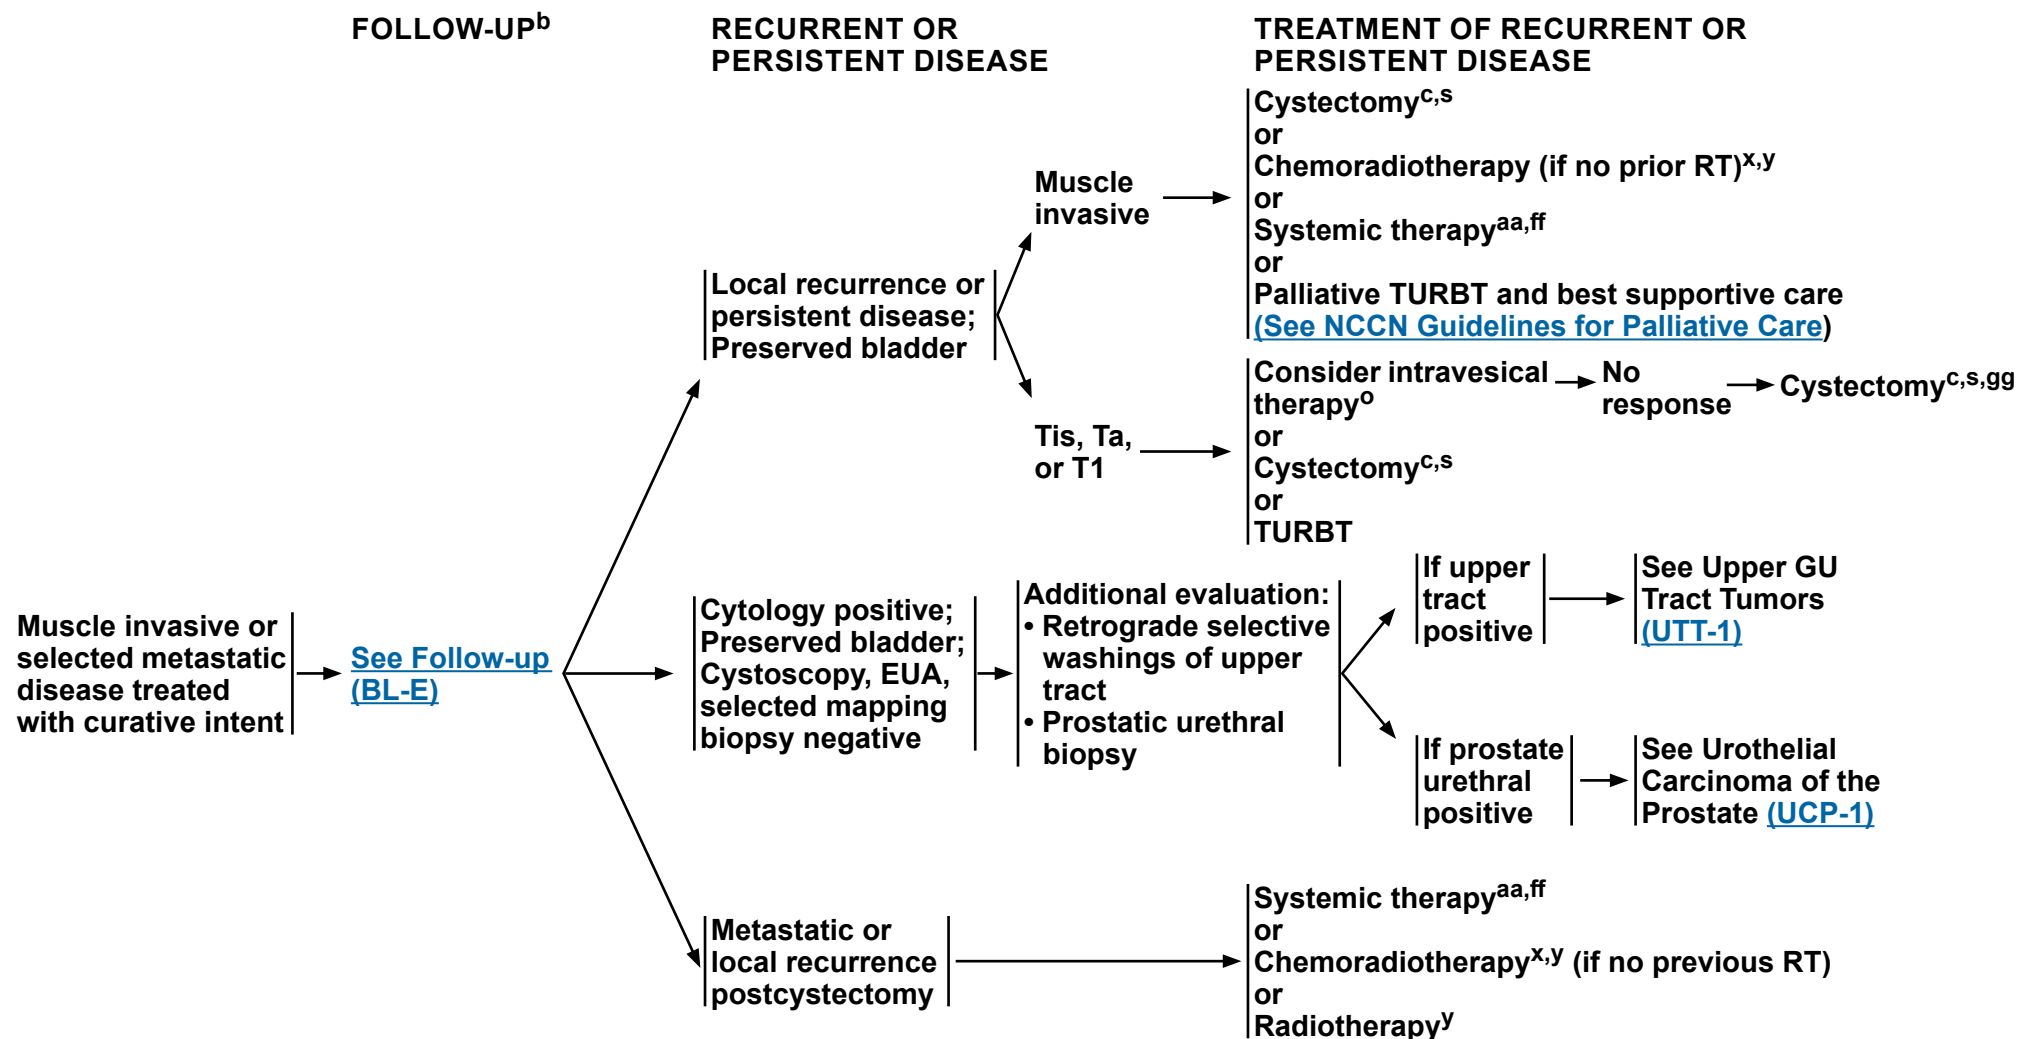 FOLLOW-UPb
RECURRENT OR
PERSISTENT DISEASE
TREATMENT OF RECURRENT OR
PERSISTENT DISEASE
Muscle invasive or
selected metastatic
disease treated
with curative intent
See Follow-up
(BL-E)
Local recurrence or
persistent disease;
Preserved bladder
Muscle
invasive
Cystectomyc,s
or
Chemoradiotherapy (if no prior RT)x,y
or
Systemic therapyaa,ff
or
Palliative TURBT and best supportive care
(See NCCN Guidelines for Palliative Care)
Tis, Ta,
or T1
Consider intravesical
therapyo
or
Cystectomyc,s
or
TURBT
No
response
Cystectomyc,s,gg
Cytology positive;
Preserved bladder;
Cystoscopy, EUA,
selected mapping
biopsy negative
Additional evaluation:
• Retrograde selective
washings of upper
tract
• Prostatic urethral
biopsy
If upper
tract
positive
See Upper GU
Tract Tumors
(UTT-1)
If prostate
urethral
positive
See Urothelial
Carcinoma of the
Prostate (UCP-1)
Metastatic or
local recurrence
postcystectomy
Systemic therapyaa,ff
or
Chemoradiotherapyx,y (if no previous RT)
or
Radiotherapyy